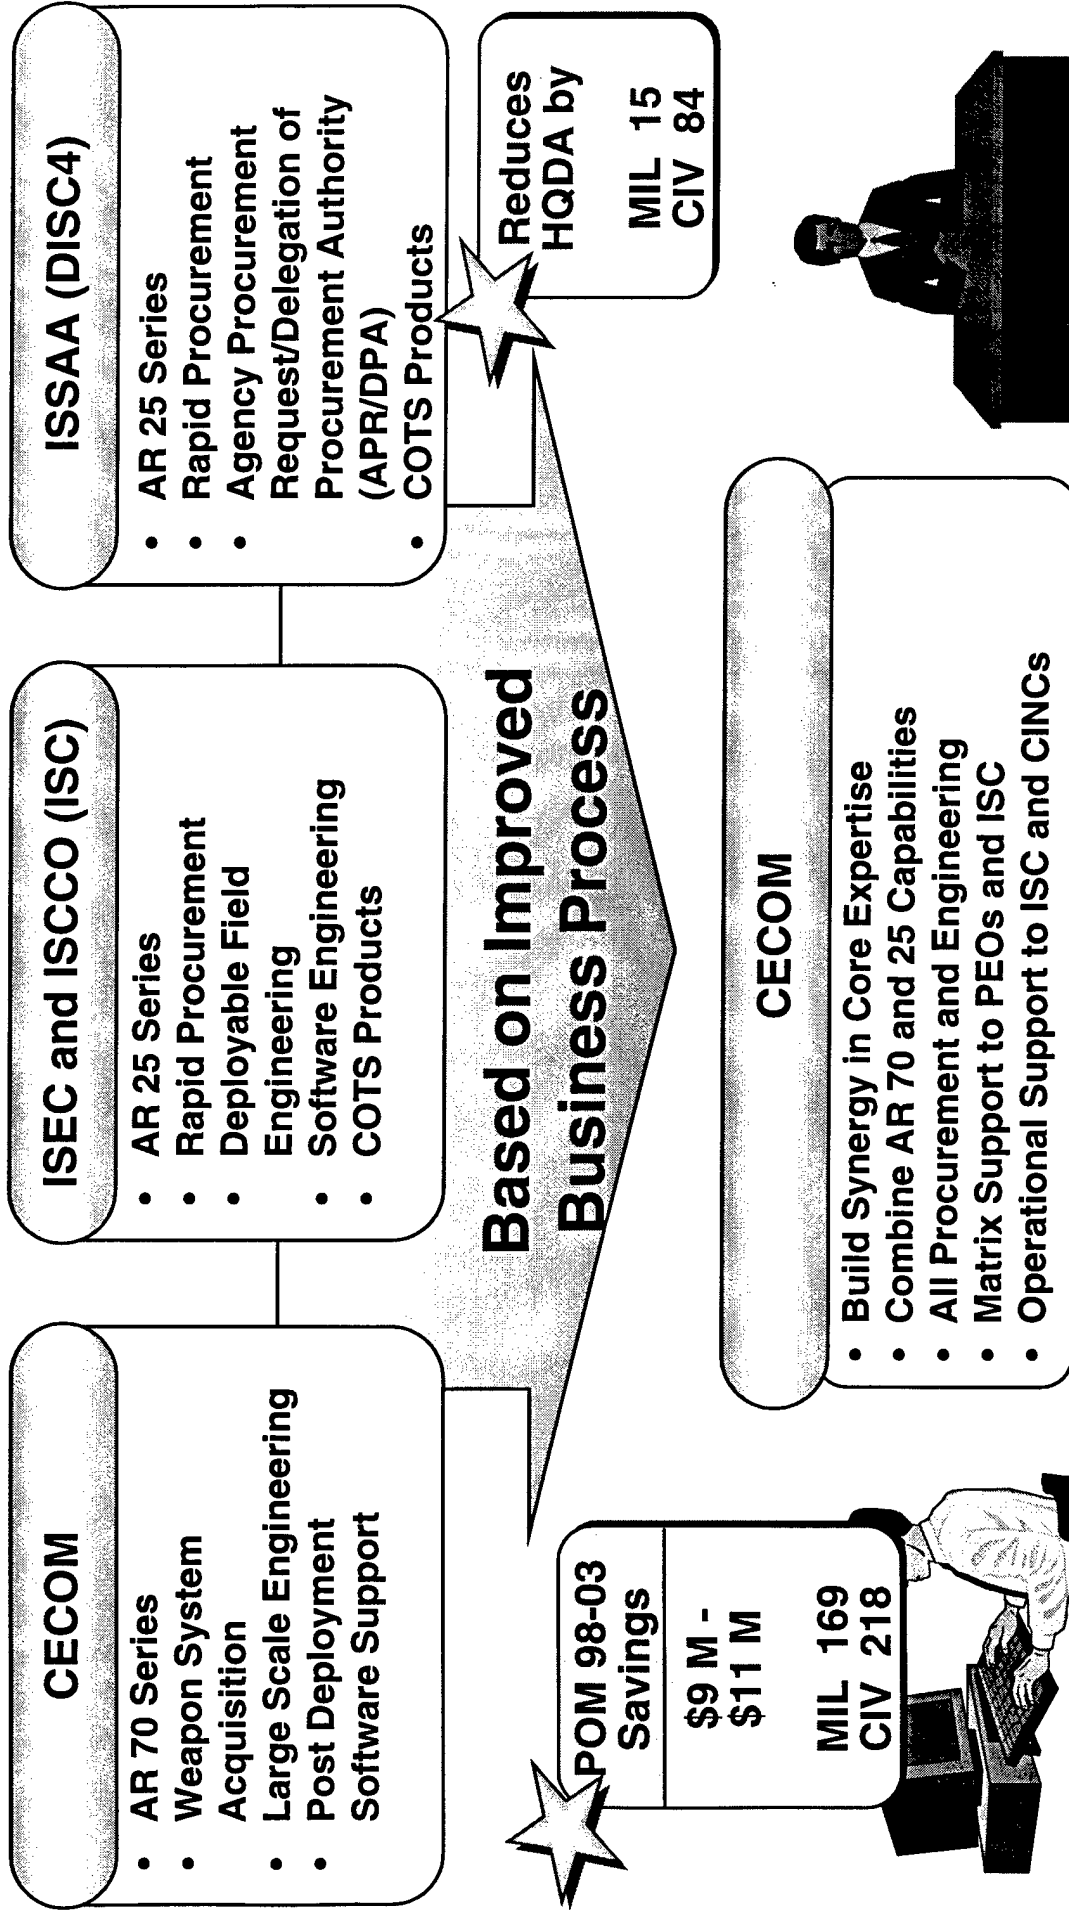 CECOM
• AR 70 Series
• Weapon System
Acquisition
• Large Scale Engineering
• Post Deployment
Software Support
ISEC and ISCCO (ISC)
• AR 25 Series
• Rapid Procurement
• Deployable Field
Engineering
• Software Engineering
• COTS Products
ISSAA (DISC4)
• AR 25 Series
• Rapid Procurement
• Agency Procurement
Request/Delegation of
Procurement Authority
(APR/DPA)
• COTS Products
Based on Improved
Business Process
Reduces
HQDA by
MIL 15
CIV 84
POM 98-03
Savings
$9 M -
$11 M
MIL 169
CIV 218
CECOM
• Build Synergy in Core Expertise
• Combine AR 70 and 25 Capabilities
• All Procurement and Engineering
• Matrix Support to PEOs and ISC
• Operational Support to ISC and CINCs